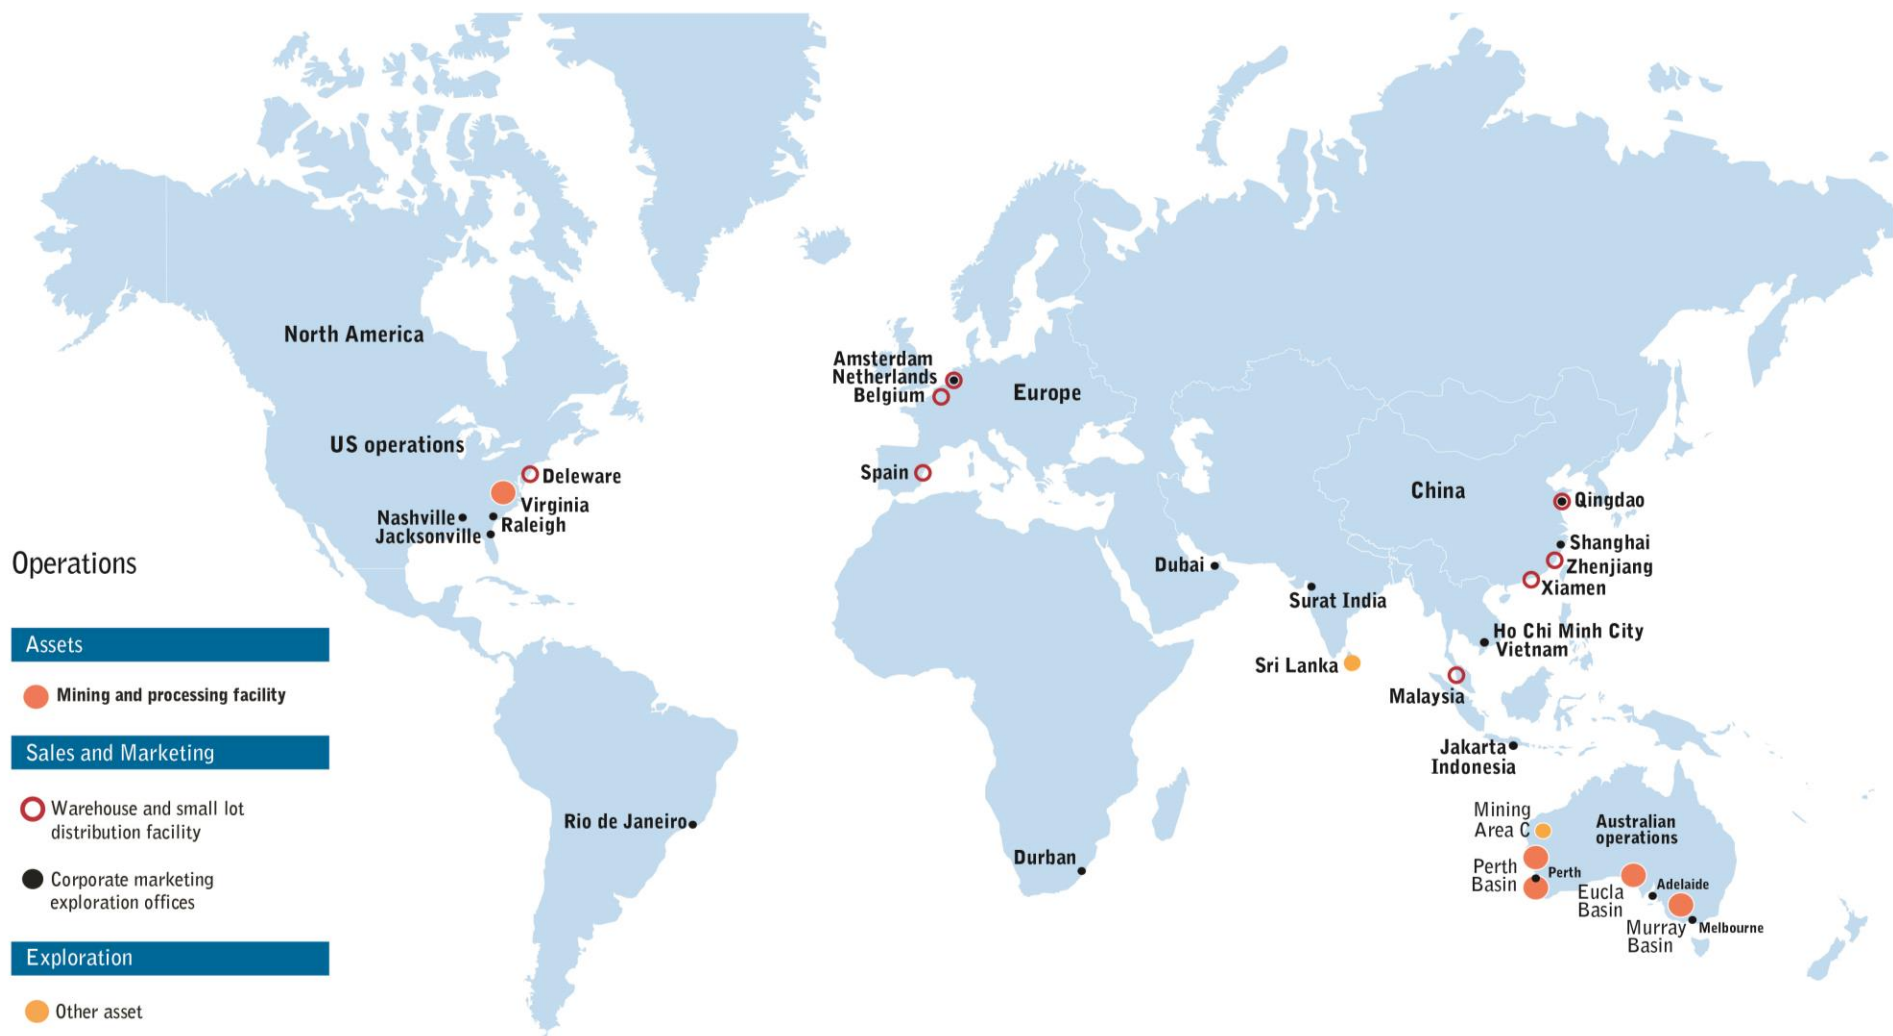 North America
US operations
Deleware
Virginia
Raleigh
Nashville
Jacksonville
Operations
Assets
Mining and processing facility
Sales and Marketing
Warehouse and small lot
distribution facility
Corporate marketing
exploration offices
Exploration
Other asset
Rio de Janeiro
Amsterdam
Netherlands
Belgium
Europe
Spain
Dubai
Durban
China
Qingdao
Shanghai
Zhenjiang
Xiamen
Surat India
Ho Chi Minh City
Vietnam
Sri Lanka
Malaysia
Jakarta
Indonesia
Mining
Area C
Australian
operations
Perth
Basin
Perth
Eucla
Basin
Adelaide
Murray
Basin
Melbourne